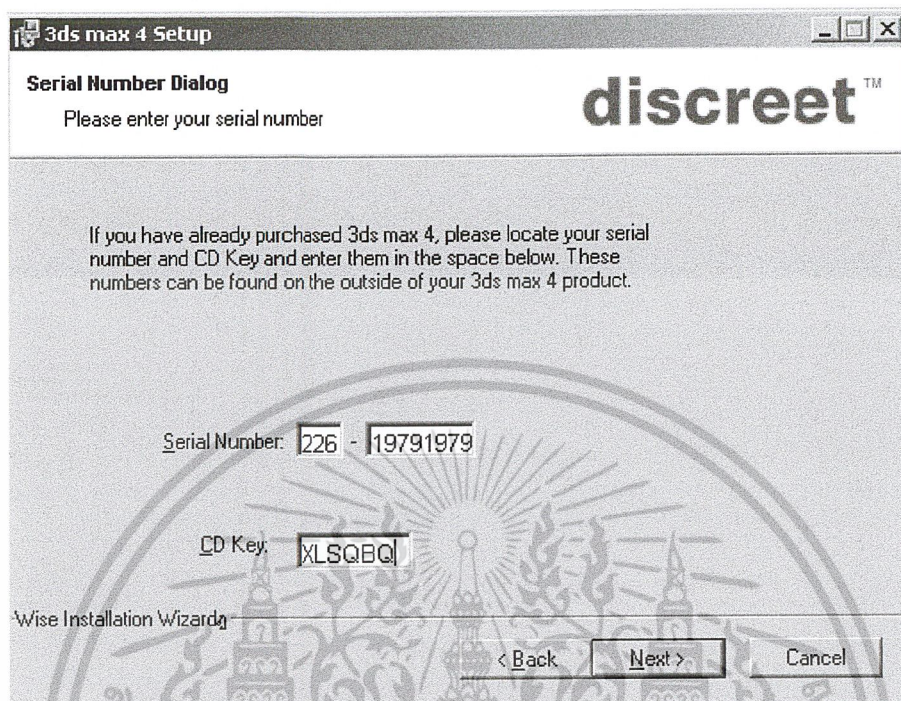 3ds max 4 Setup
Serial Number Dialog
Please enter your serial number
discreet™
If you have already purchased 3ds max 4, please locate your serial
number and CD Key and enter them in the space below. These
numbers can be found on the outside of your 3ds max 4 product.
Serial Number: 226 - 19791979
CD Key: XLSQBQ
< Back Next > Cancel